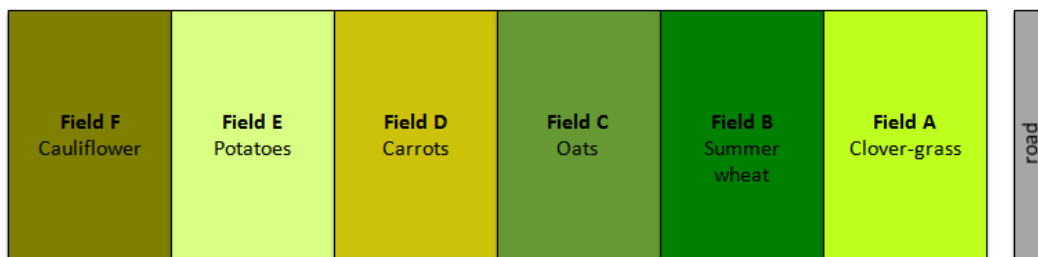 Field F
Cauliflower
Field E
Potatoes
Field D
Carrots
Field C
Oats
Field B
Summer
wheat
Field A
Clover-grass
road